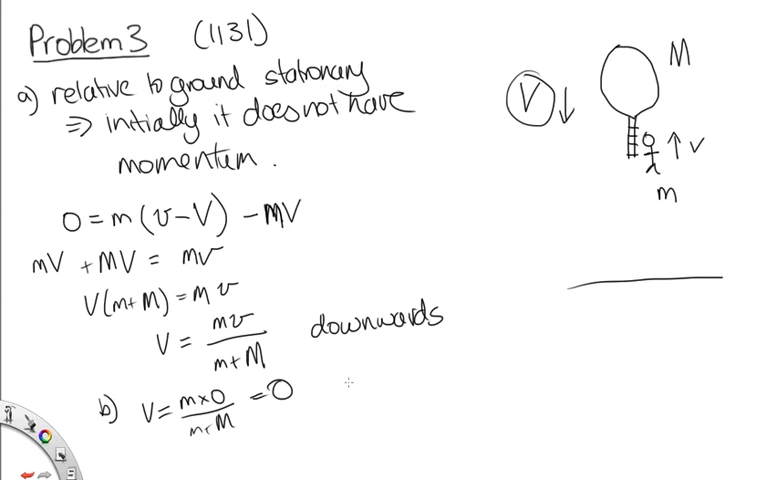 Problem 3 (1131)
a) relative to ground stationary
⇒ initially it does not have
momentum.
0 = m(v - V) - MV
mV + MV = mv
V(m+M) = mv
V = mv / m+M downwards
b) V = m×0 / m+M = 0
V ↓
M
↑ v
m